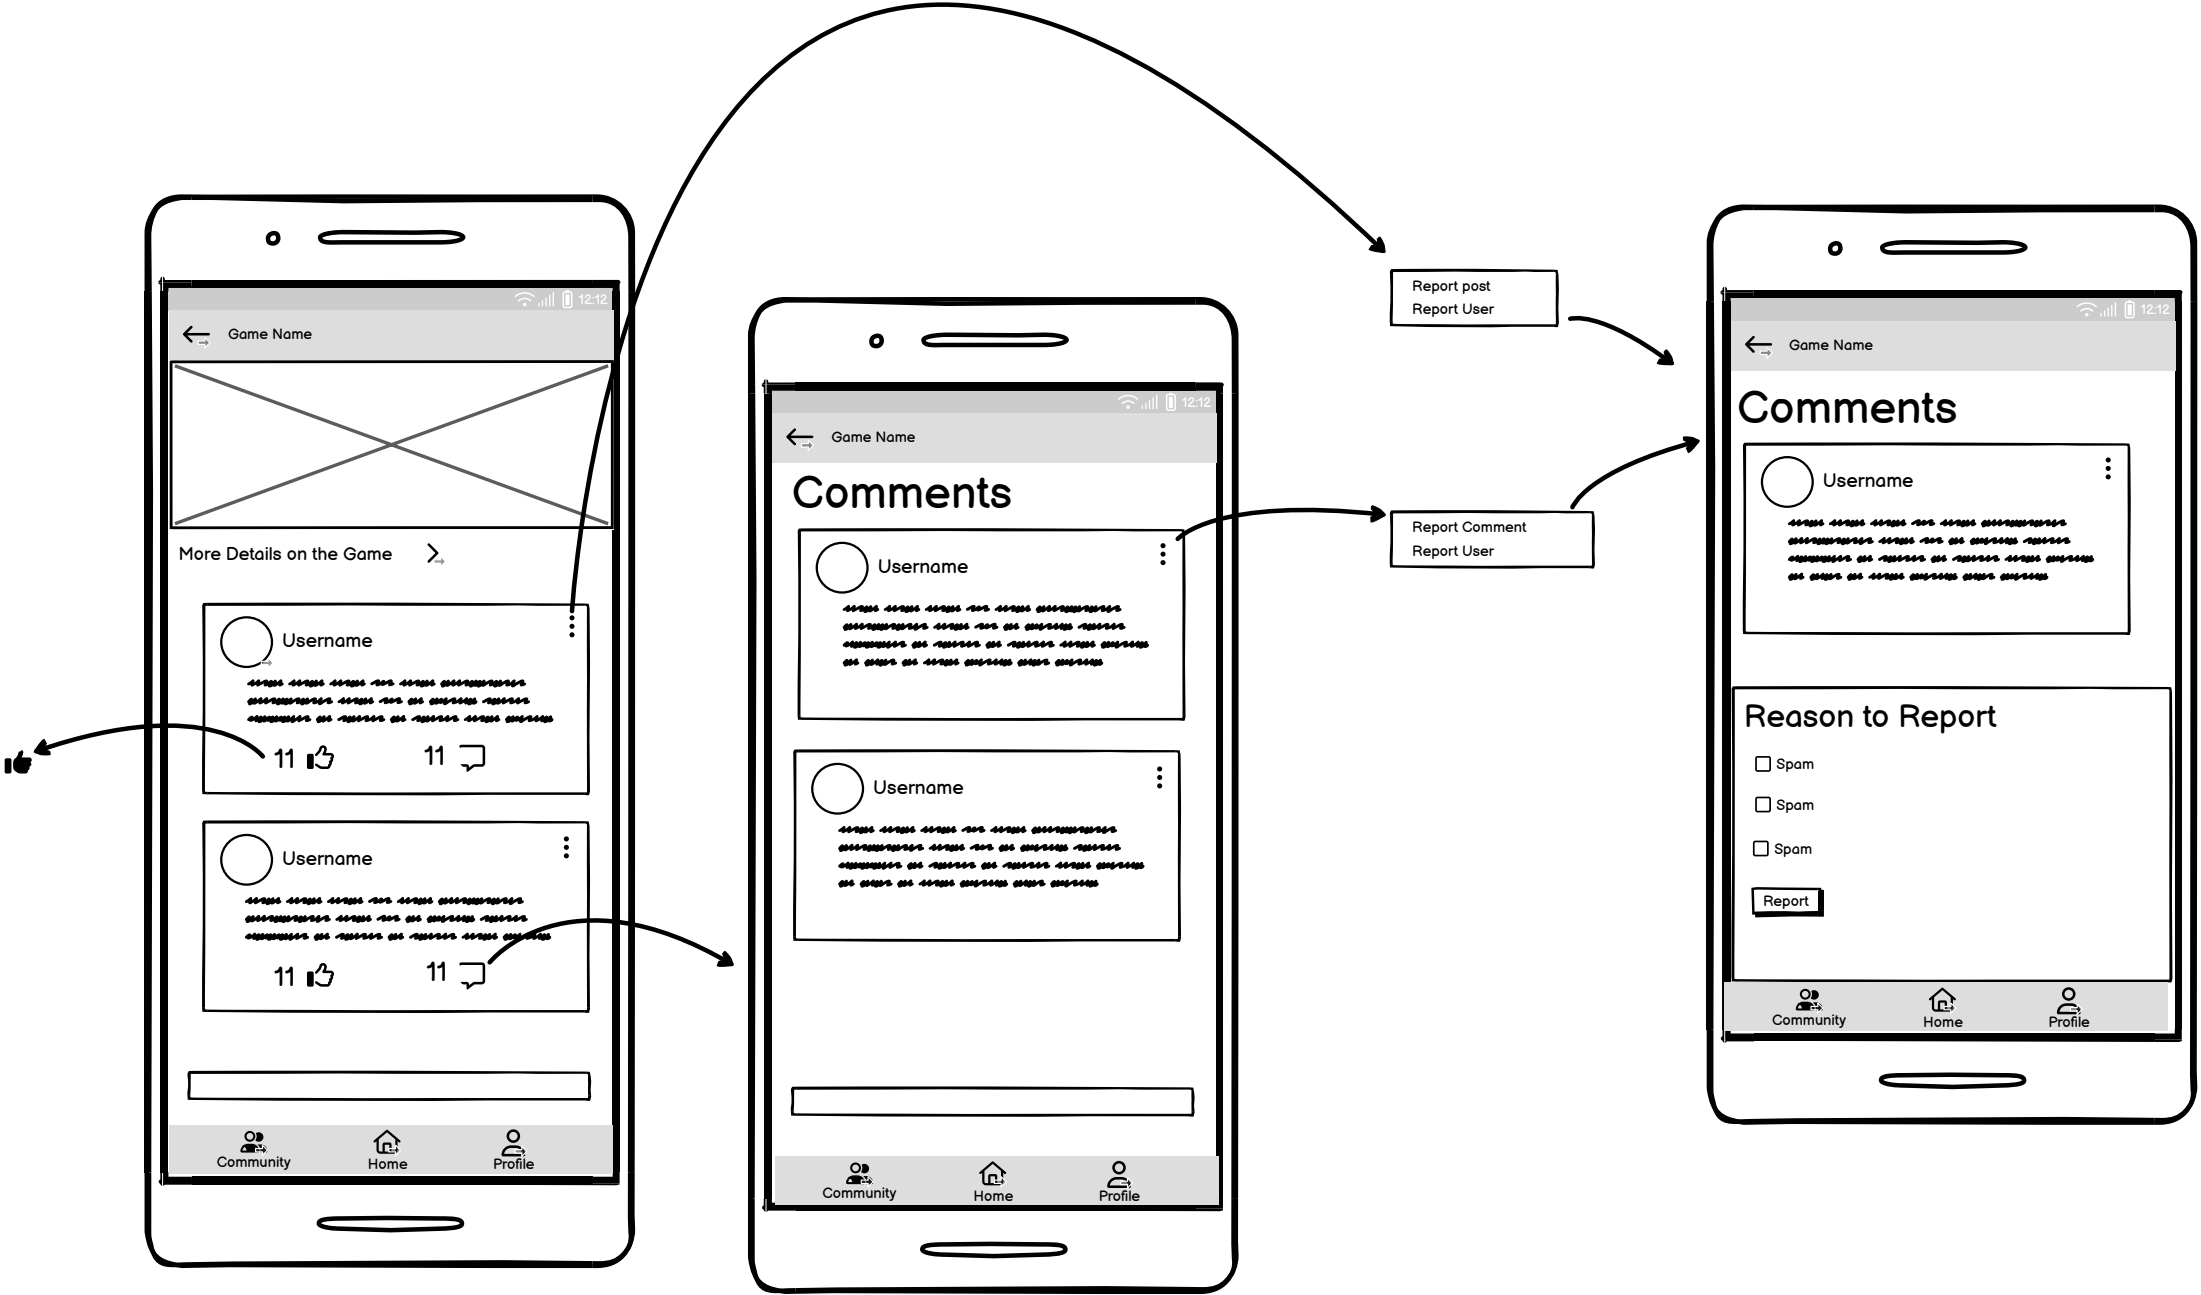 12:12
Game Name
More Details on the Game
Username
11 11
Username
11 11
Community Home Profile
12:12
Game Name
Comments
Username
Username
Community Home Profile
Report post
Report User
Report Comment
Report User
12:12
Game Name
Comments
Username
Reason to Report
Spam
Spam
Spam
Report
Community Home Profile